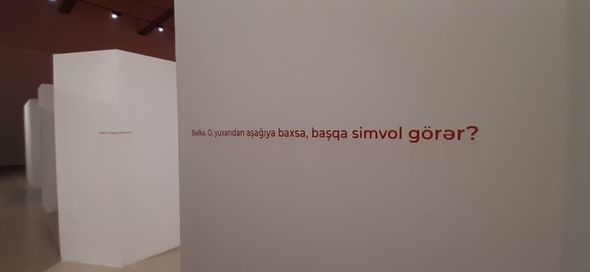 Bəlkə, O, yuxarıdan aşağıya baxsa, başqa simvol görər?